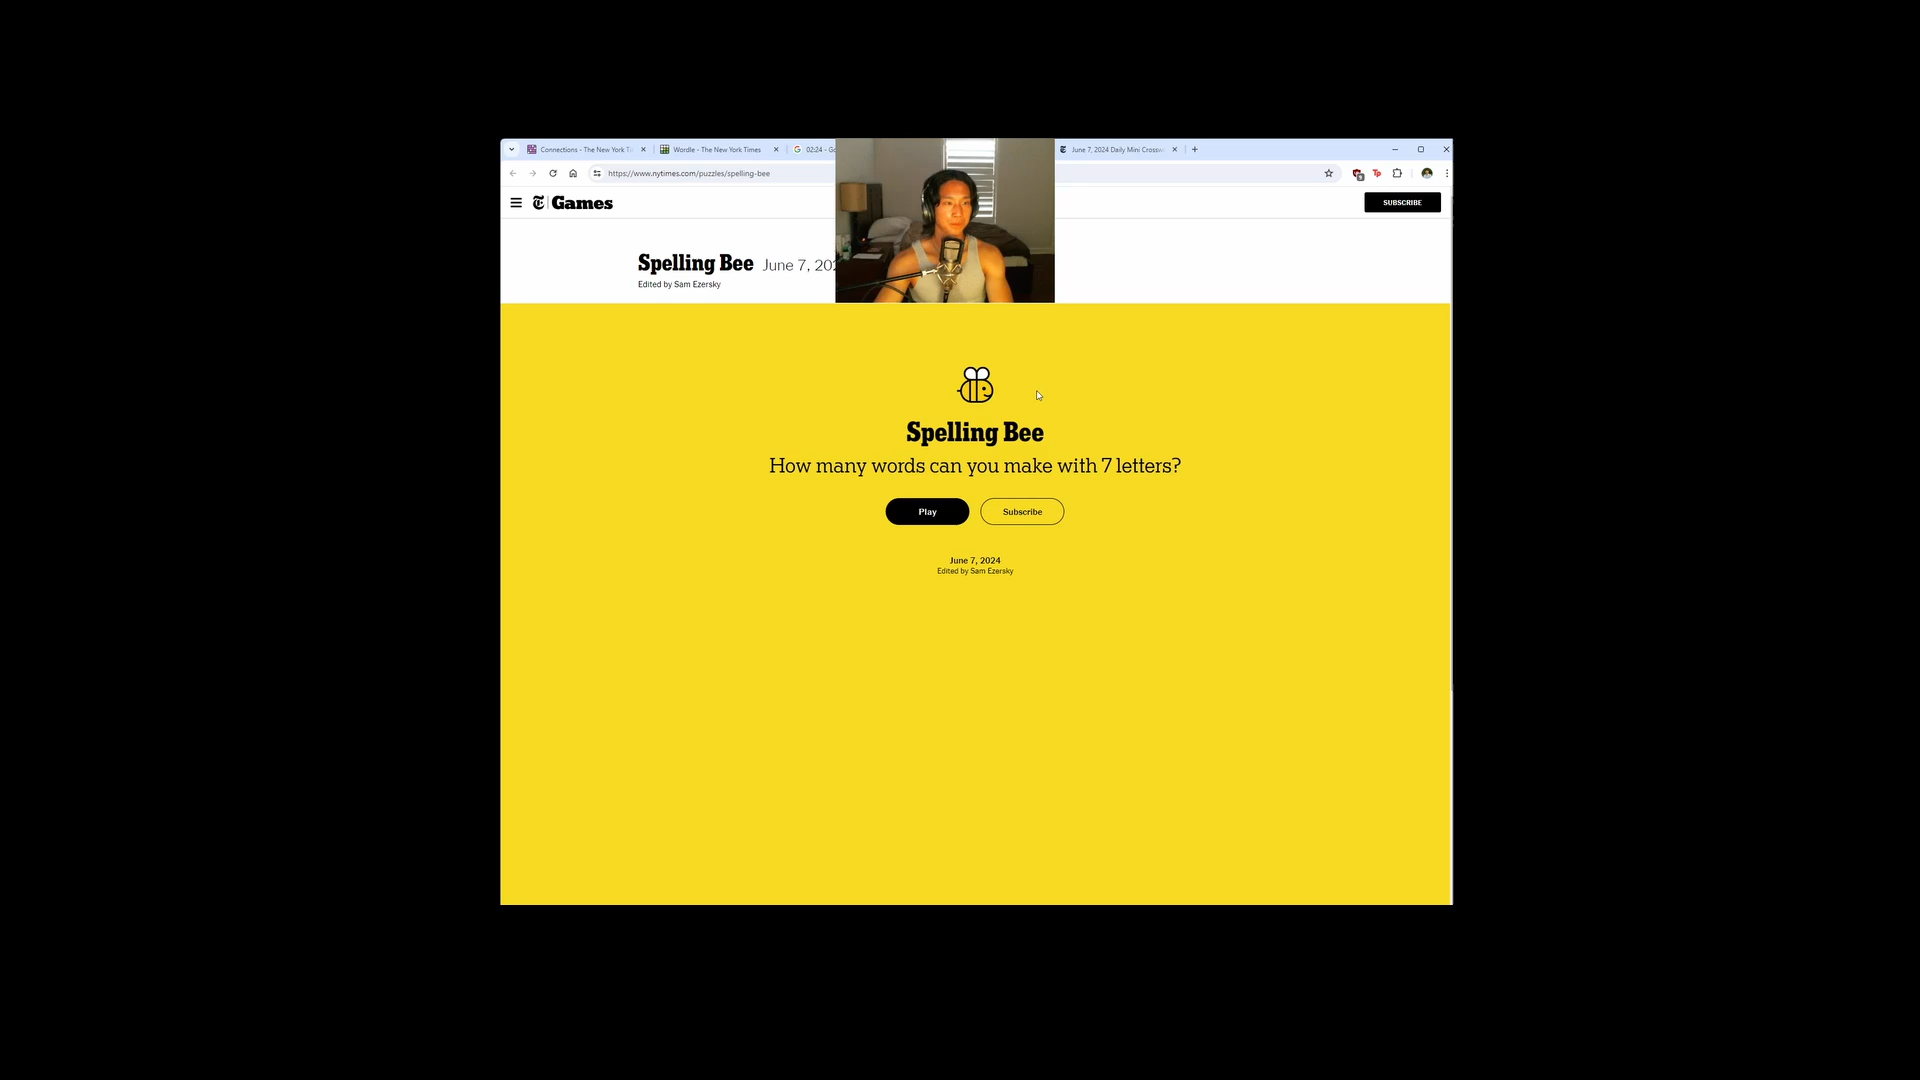 Connections - The New York Ti
Wordle - The New York Times
02:24 - Go
June 7, 2024 Daily Mini Crossw
https://www.nytimes.com/puzzles/spelling-bee
Games
SUBSCRIBE
Spelling Bee June 7, 202
Edited by Sam Ezersky
Spelling Bee
How many words can you make with 7 letters?
Play
Subscribe
June 7, 2024
Edited by Sam Ezersky